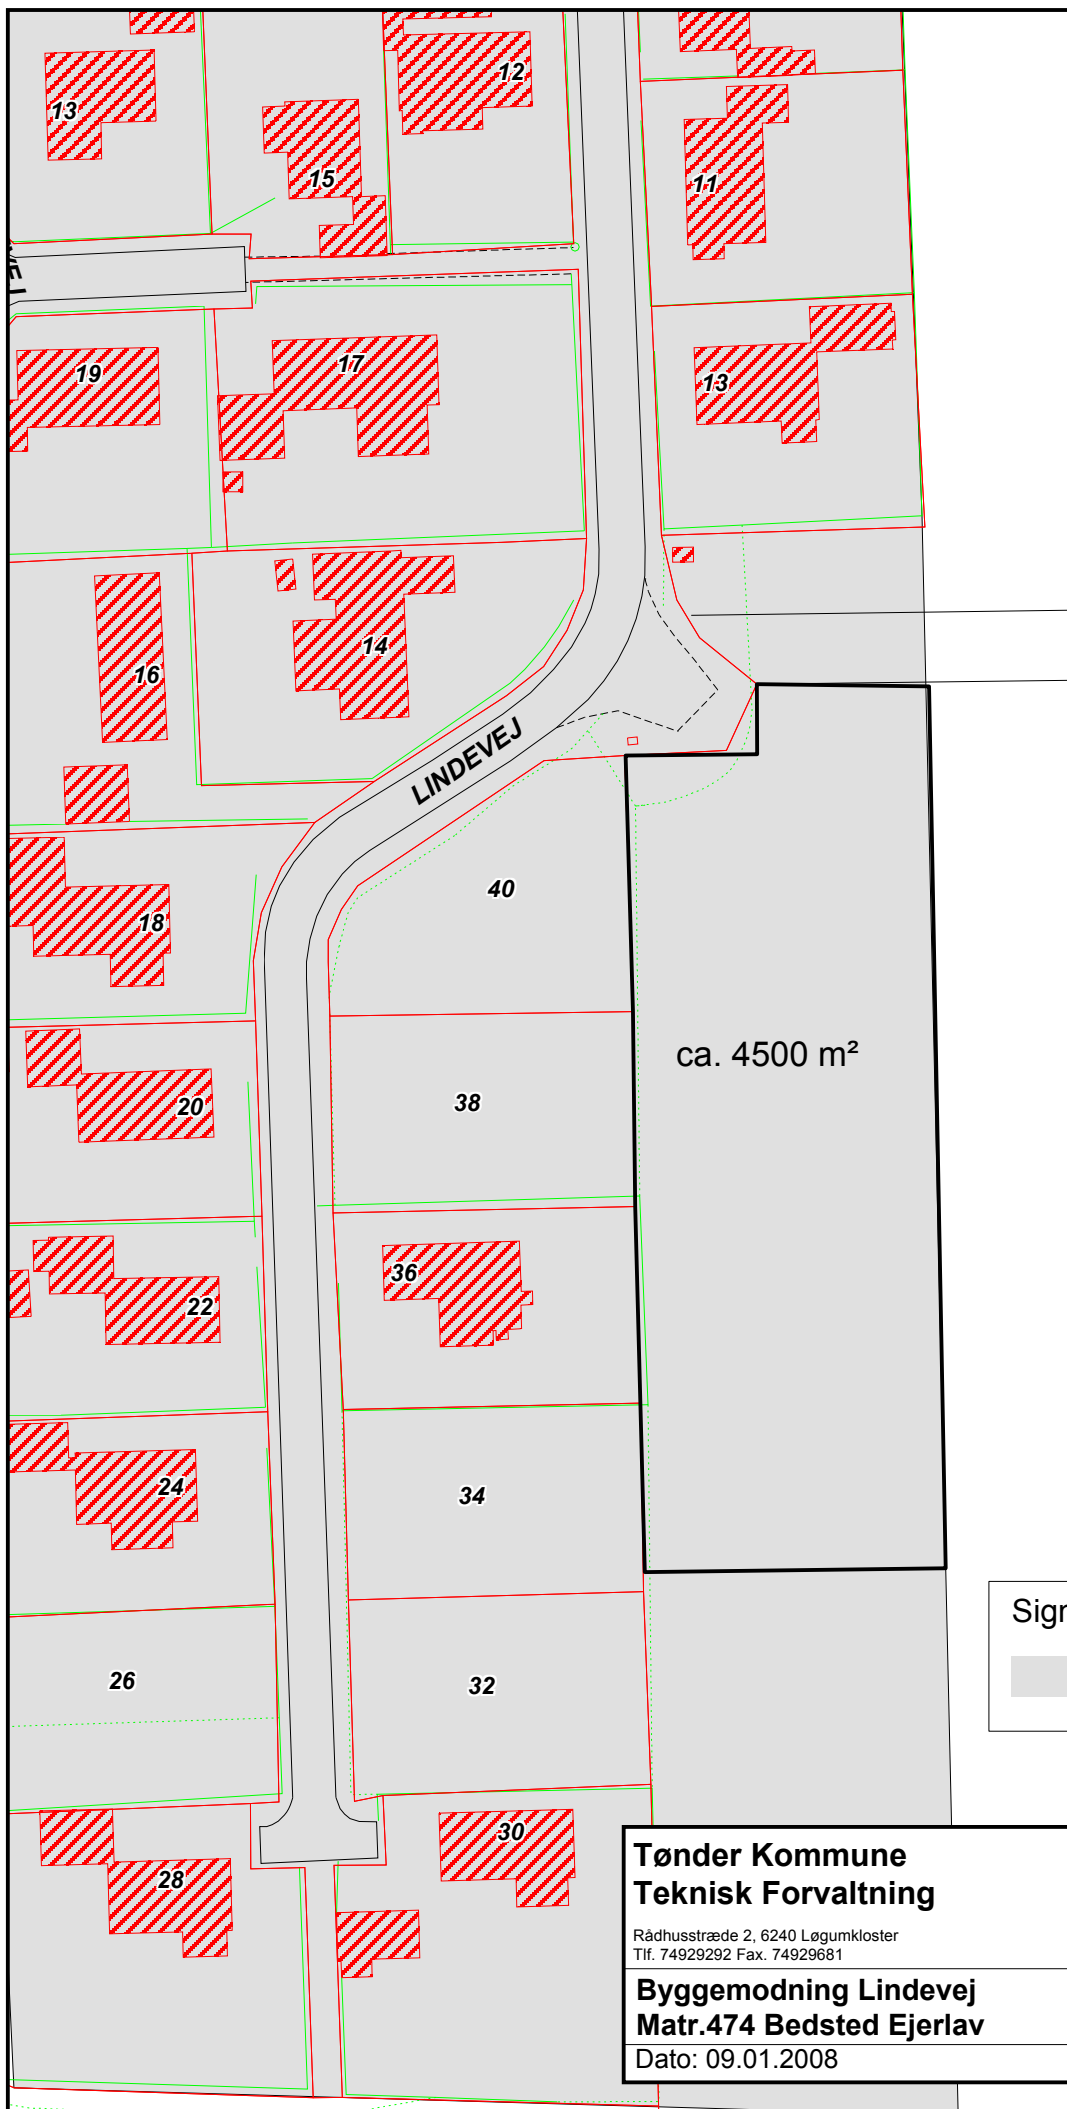 13
15
12
11
19
17
13
16
14
LINDEVEJ
18
40
20
38
ca. 4500 m²
22
36
24
34
26
32
28
30
Tønder Kommune
Teknisk Forvaltning
Rådhusstræde 2, 6240 Løgumkloster
Tlf. 74929292 Fax. 74929681
Byggemodning Lindevej
Matr.474 Bedsted Ejerlav
Dato: 09.01.2008